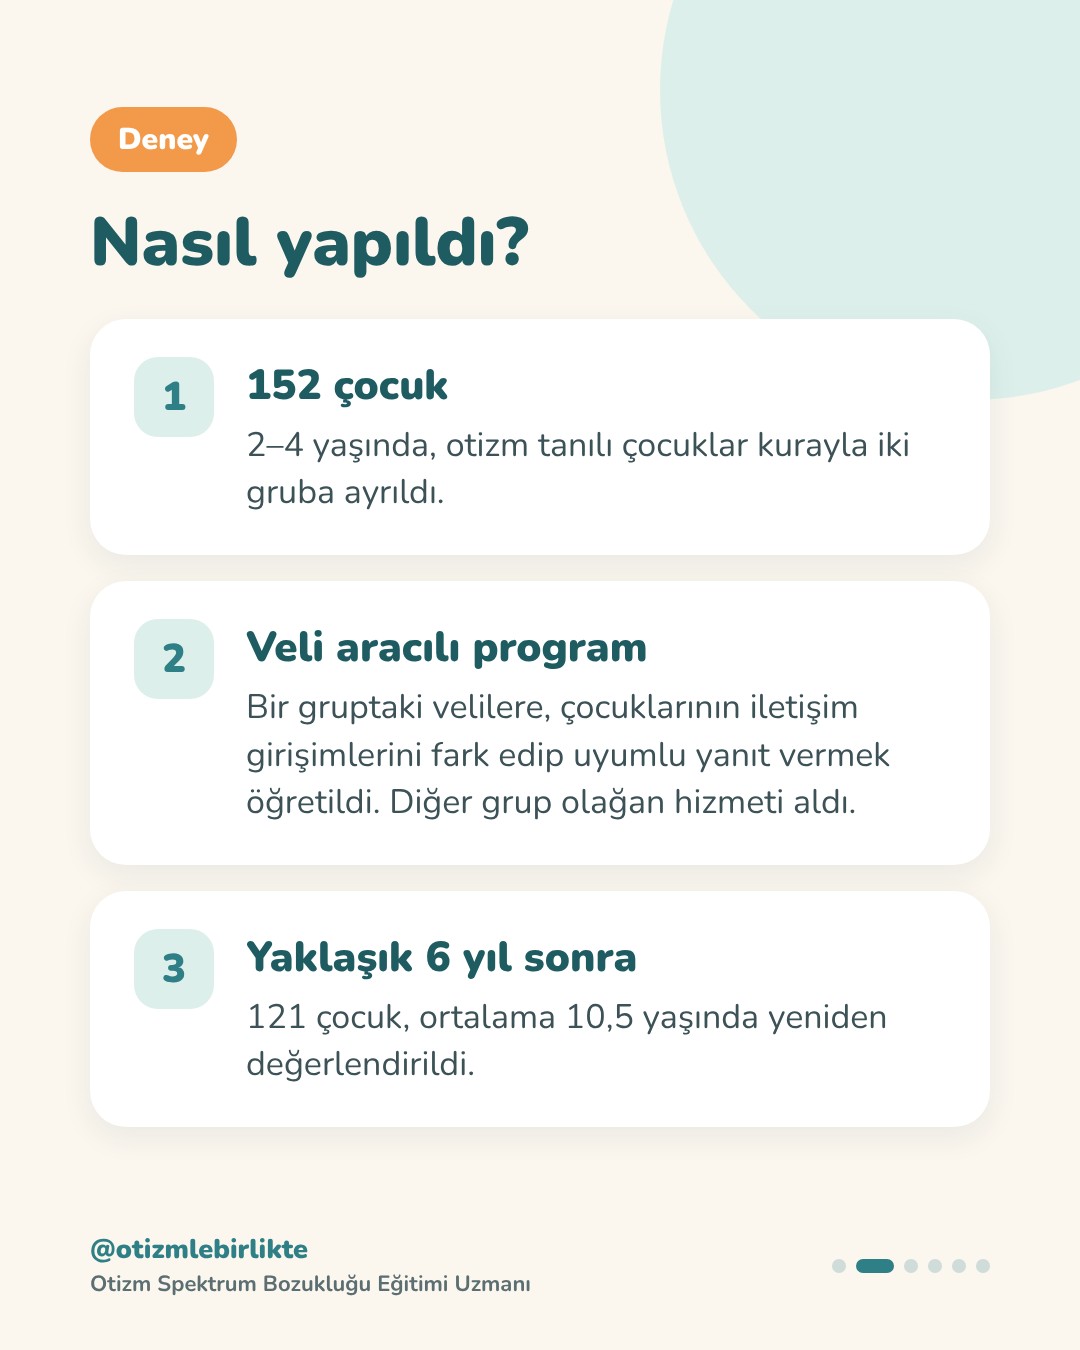 Deney
Nasıl yapıldı?
1
152 çocuk
2–4 yaşında, otizm tanılı çocuklar kurayla iki
gruba ayrıldı.
2
Veli aracılı program
Bir gruptaki velilere, çocuklarının iletişim
girişimlerini fark edip uyumlu yanıt vermek
öğretildi. Diğer grup olağan hizmeti aldı.
3
Yaklaşık 6 yıl sonra
121 çocuk, ortalama 10,5 yaşında yeniden
değerlendirildi.
@otizmlebirlikte
Otizm Spektrum Bozukluğu Eğitimi Uzmanı